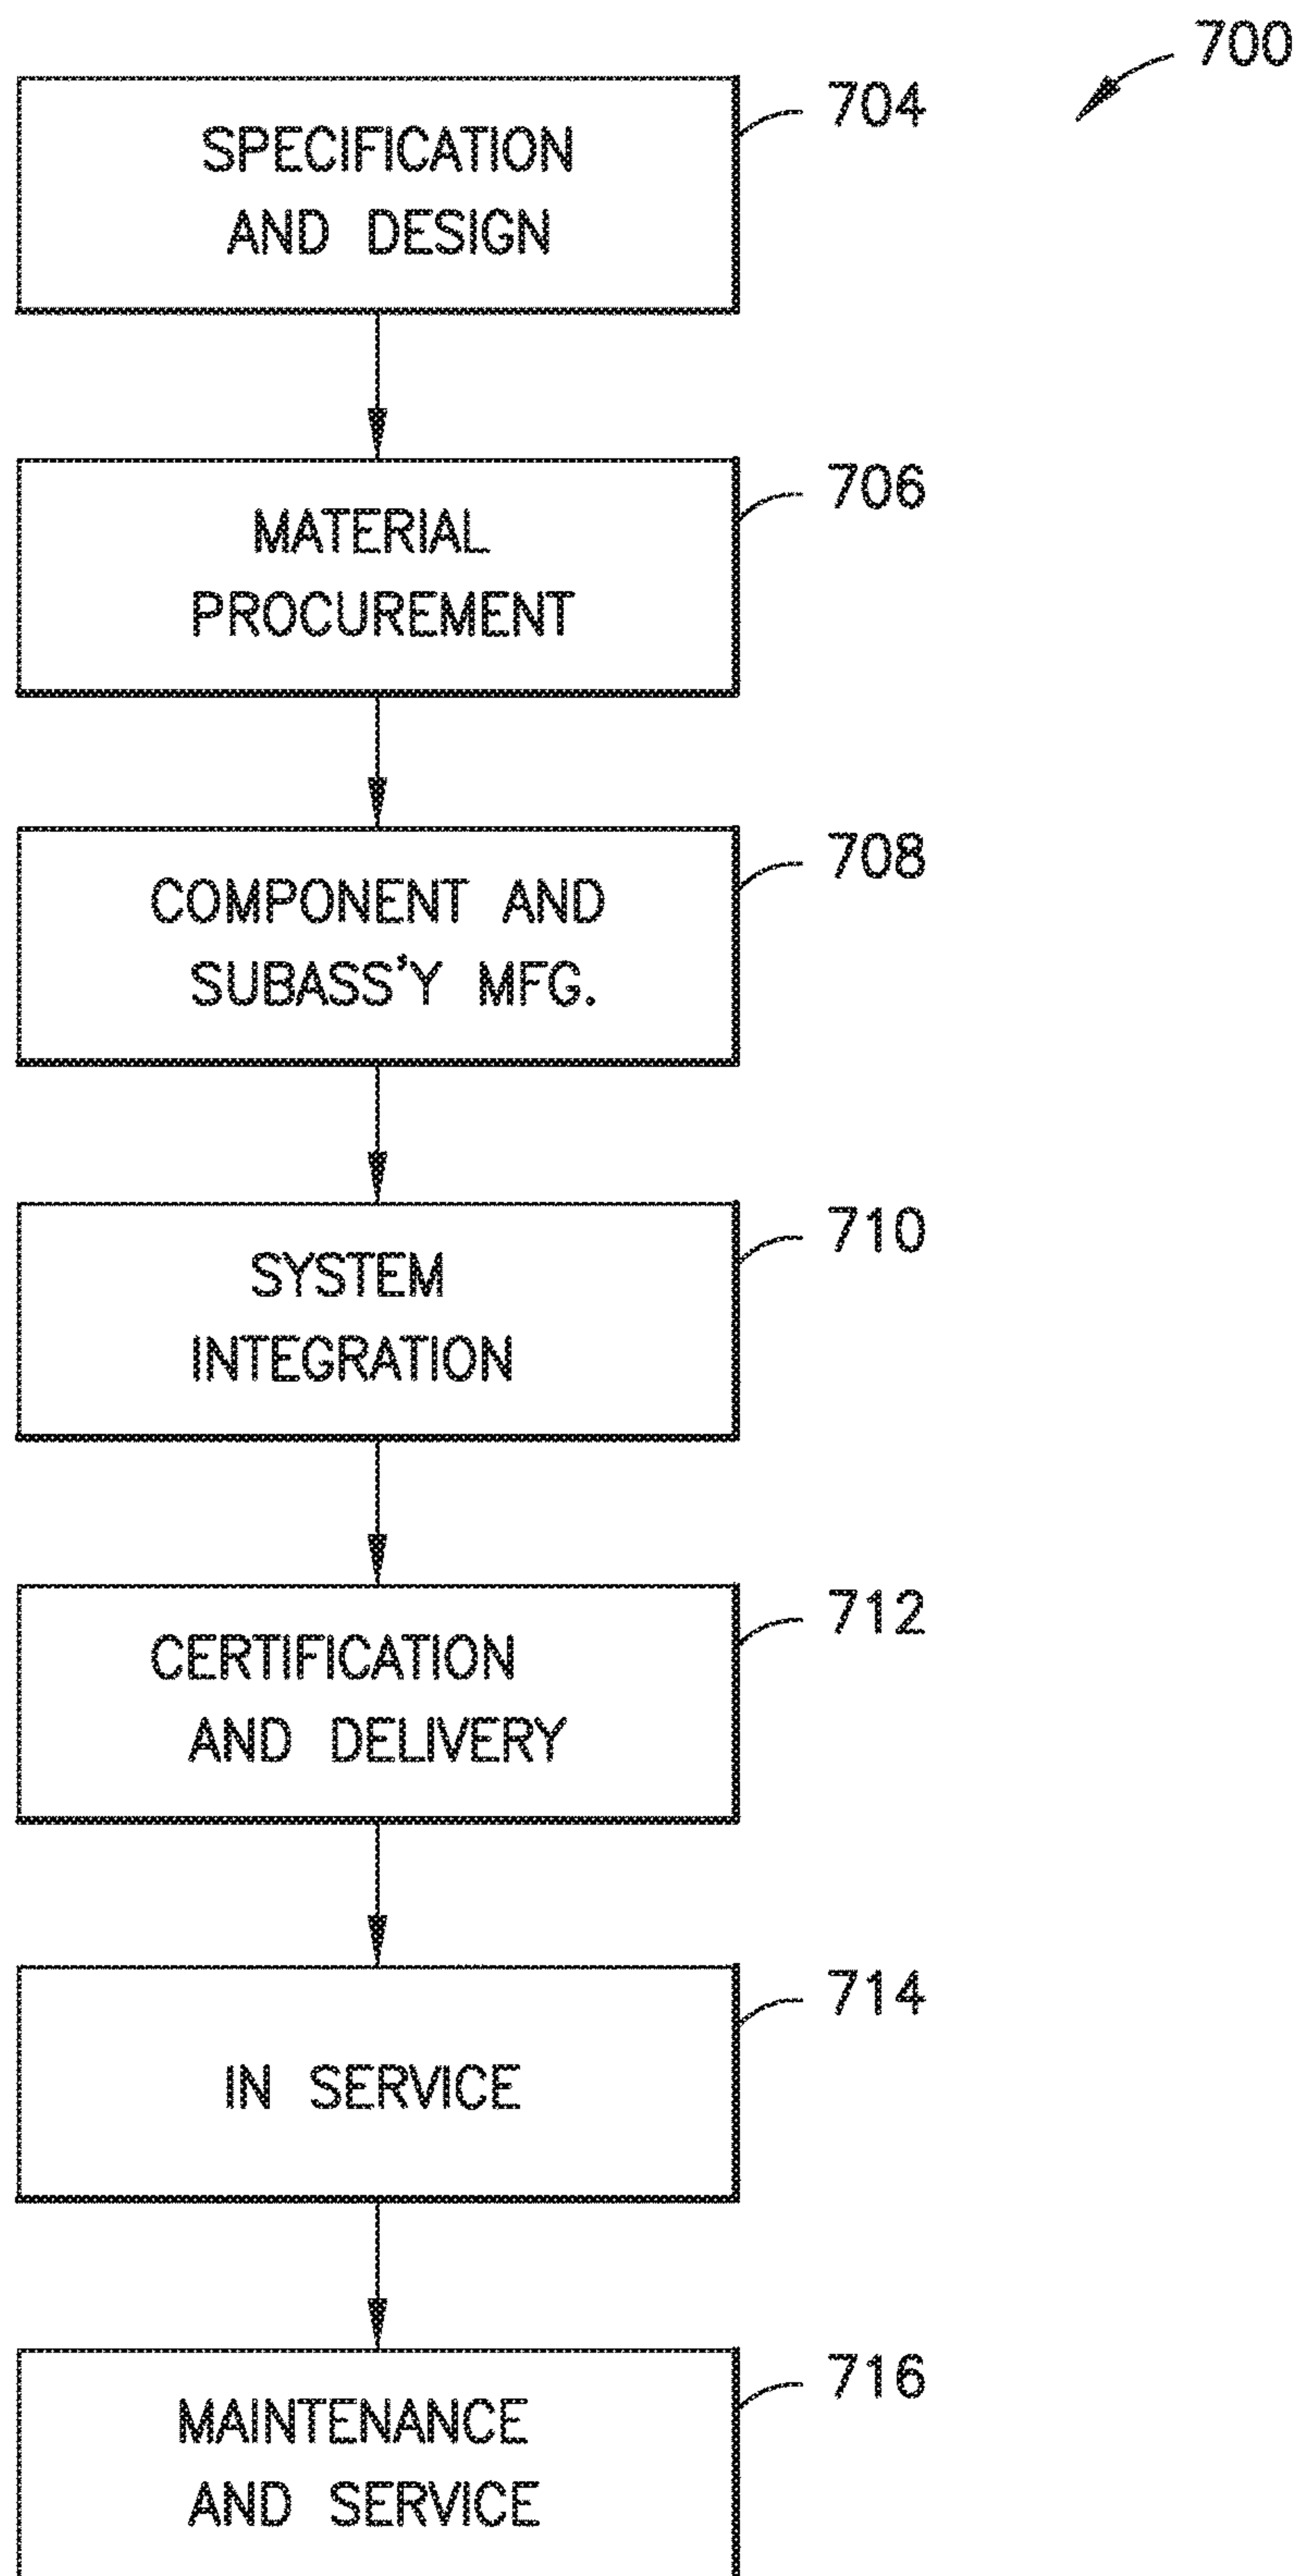 700
704
SPECIFICATION
AND DESIGN
706
MATERIAL
PROCUREMENT
708
COMPONENT AND
SUBASS'Y MFG.
710
SYSTEM
INTEGRATION
712
CERTIFICATION
AND DELIVERY
714
IN SERVICE
716
MAINTENANCE
AND SERVICE